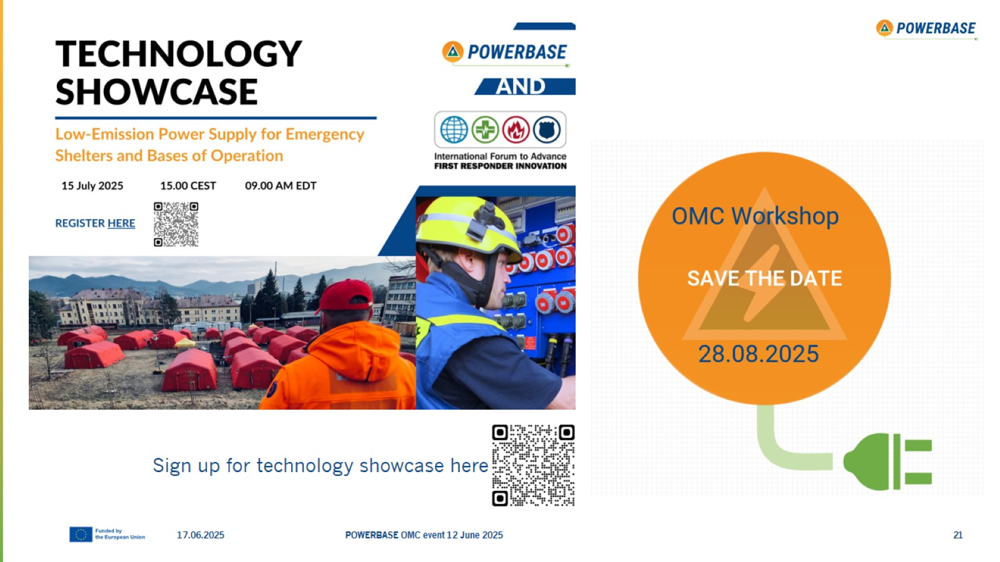 TECHNOLOGY
SHOWCASE
Low-Emission Power Supply for Emergency
Shelters and Bases of Operation
15 July 2025 15.00 CEST 09.00 AM EDT
REGISTER HERE
POWERBASE
AND
International Forum to Advance
FIRST RESPONDER INNOVATION
Sign up for technology showcase here
POWERBASE
OMC Workshop
SAVE THE DATE
28.08.2025
Funded by
the European Union
17.06.2025
POWERBASE OMC event 12 June 2025
21